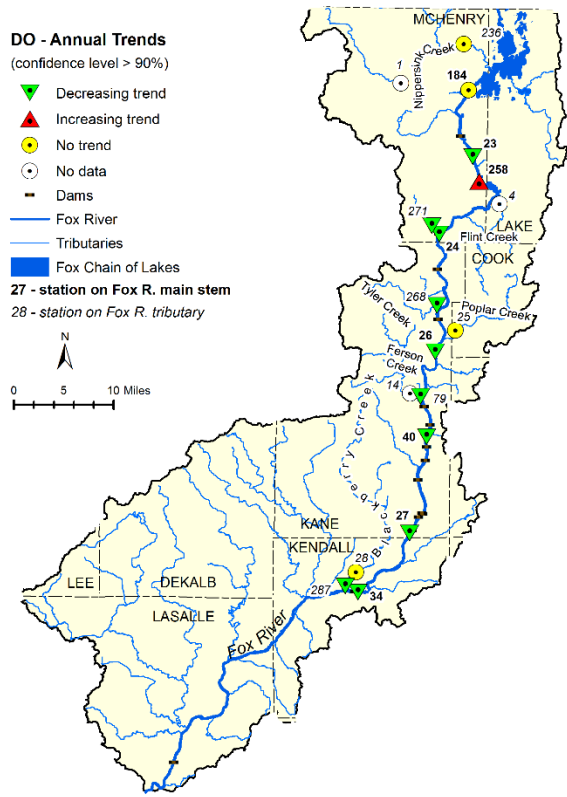 DO - Annual Trends
(confidence level > 90%)
Decreasing trend
Increasing trend
No trend
No data
Dams
Fox River
Tributaries
Fox Chain of Lakes
27 - station on Fox R. main stem
28 - station on Fox R. tributary
N
0 5 10 Miles
MCHENRY
236
Nippersink Creek
1
184
23
258
4
271
LAKE
Flint Creek
24
COOK
268
Tyler Creek
Poplar Creek
25
26
Ferson Creek
14
79
40
Blackberry Creek
27
KANE
KENDALL
28
LEE
DEKALB
287
34
LASALLE
Fox River